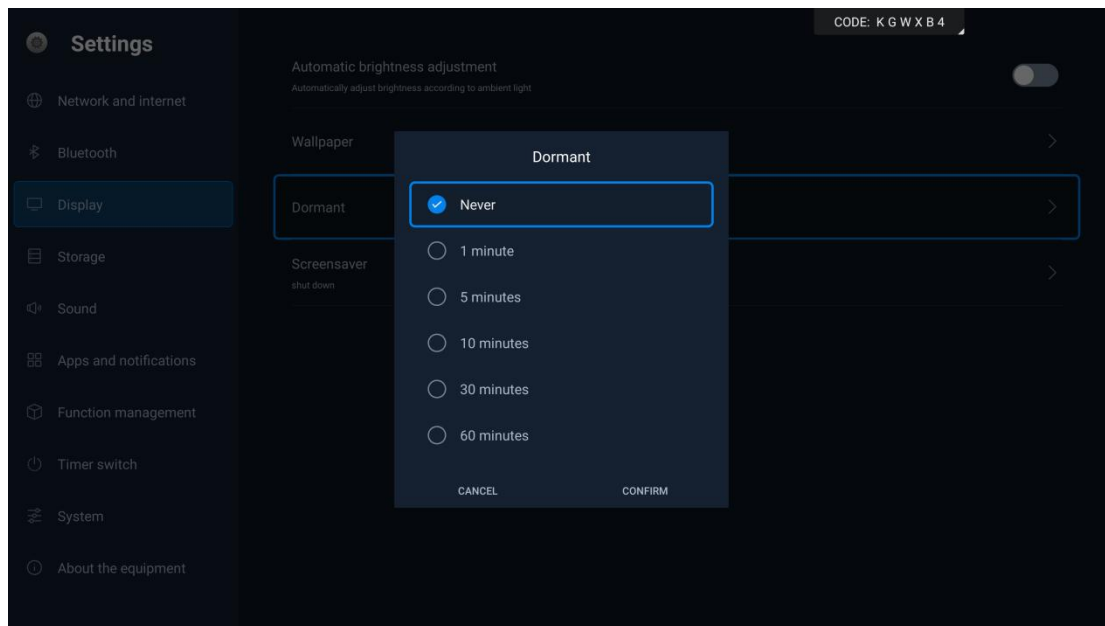 CODE: K G W X B 4
Settings
Network and internet
Bluetooth
Display
Storage
Sound
Apps and notifications
Function management
Timer switch
System
About the equipment
Automatic brightness adjustment
Automatically adjust brightness according to ambient light
Wallpaper
Dormant
Screensaver
shut down
Dormant
Never
1 minute
5 minutes
10 minutes
30 minutes
60 minutes
CANCEL CONFIRM